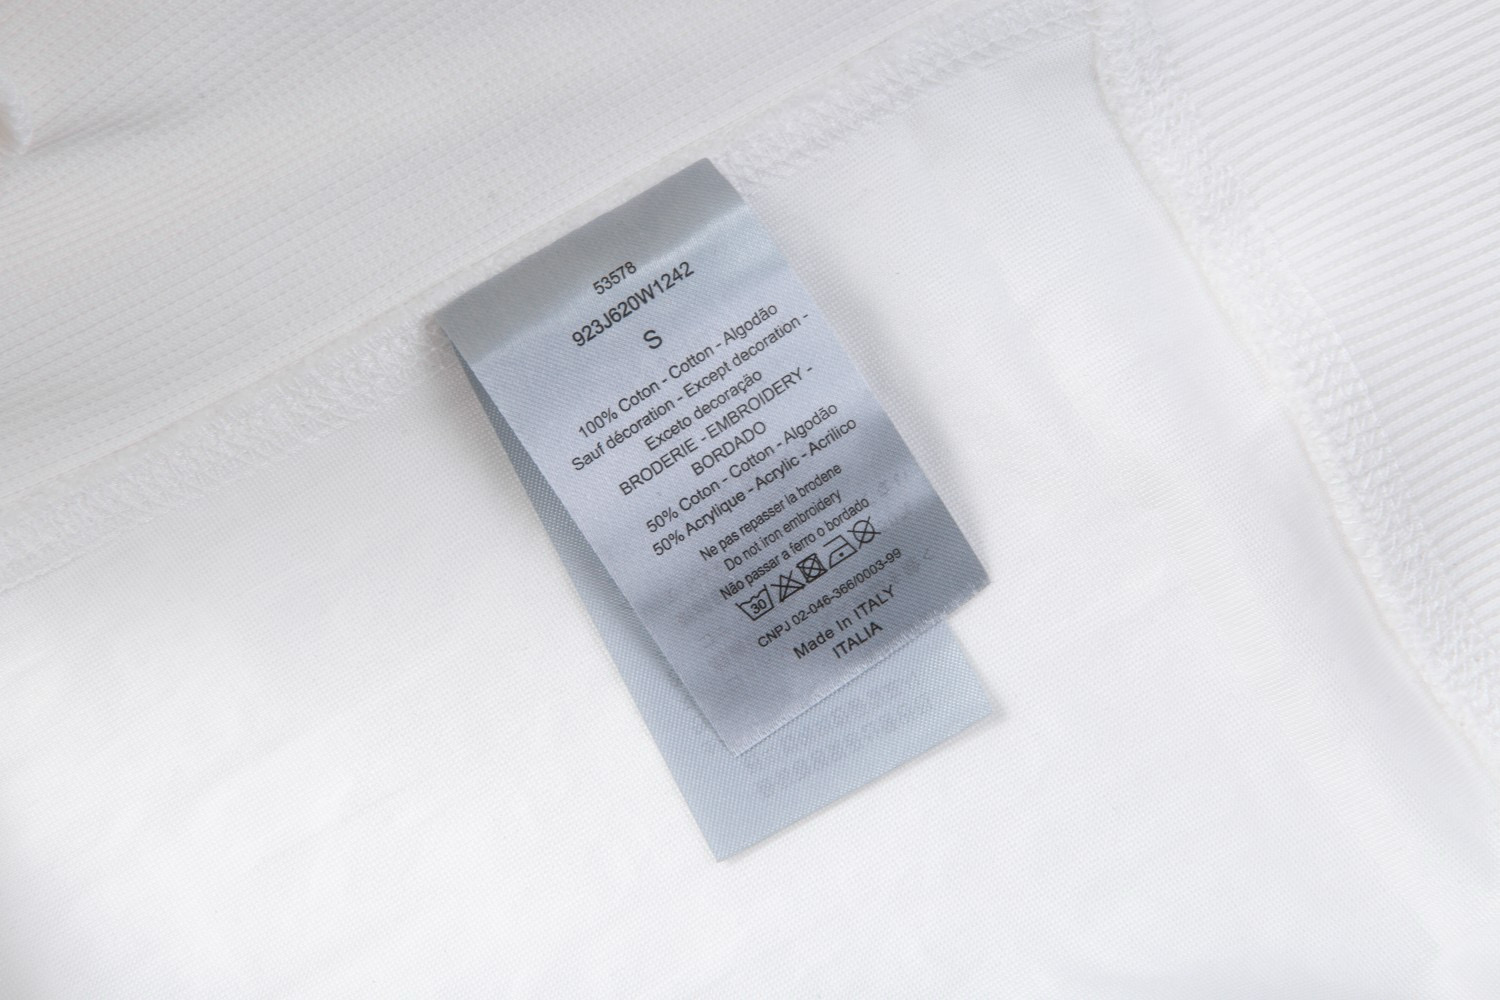 53578
923J620W1242
S
100% Coton - Cotton - Algodão
Sauf décoration - Except decoration -
Exceto decoração
BRODERIE - EMBROIDERY -
BORDADO
50% Coton - Cotton - Algodão
50% Acrylique - Acrylic - Acrílico
Ne pas repasser la brodene
Do not iron embroidery
Não passar a ferro o bordado
30
CNPJ 02-046-366/0003-99
Made In ITALY
ITALIA